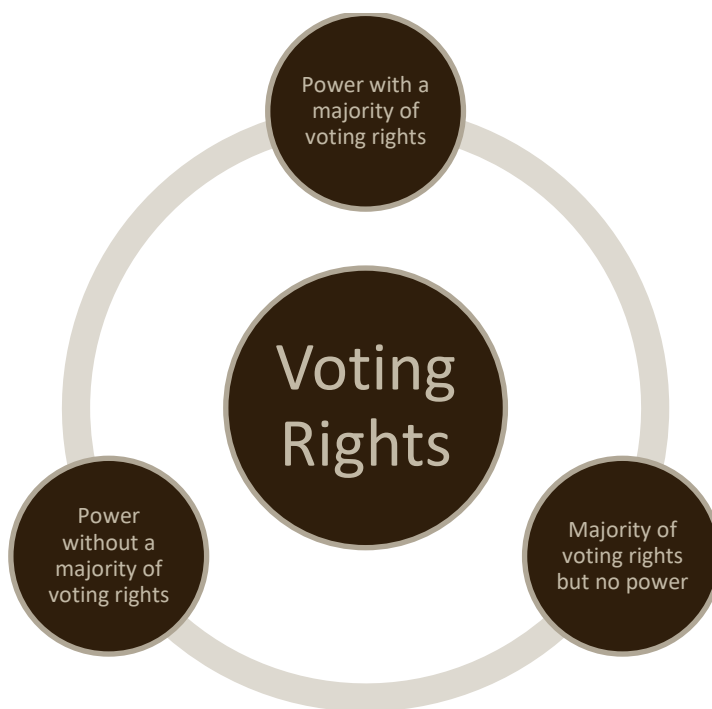 Power with a
majority of
voting rights
Voting
Rights
Power
without a
majority of
voting rights
Majority of
voting rights
but no power